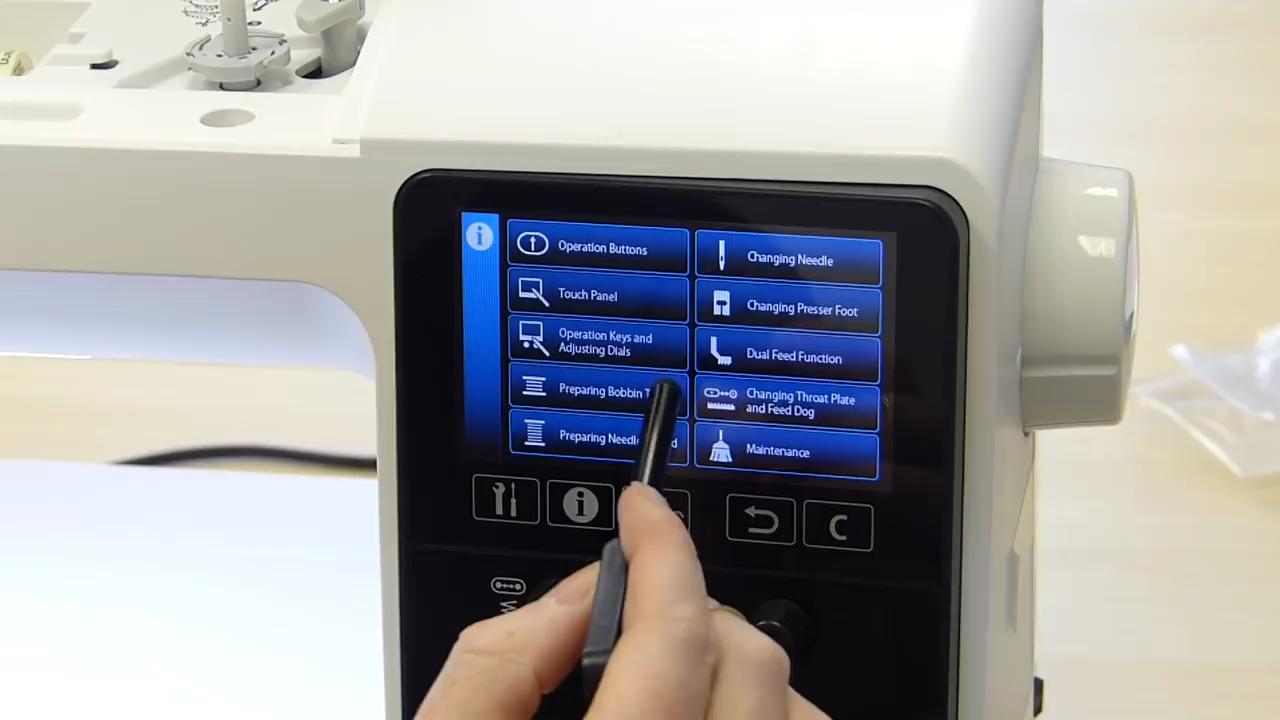 Operation Buttons
Touch Panel
Operation Keys and
Adjusting Dials
Preparing Bobbin
Preparing
Changing Needle
Changing Presser Foot
Dual Feed Function
Changing Throat Plate
and Feed Dog
Maintenance
i
i
C
W